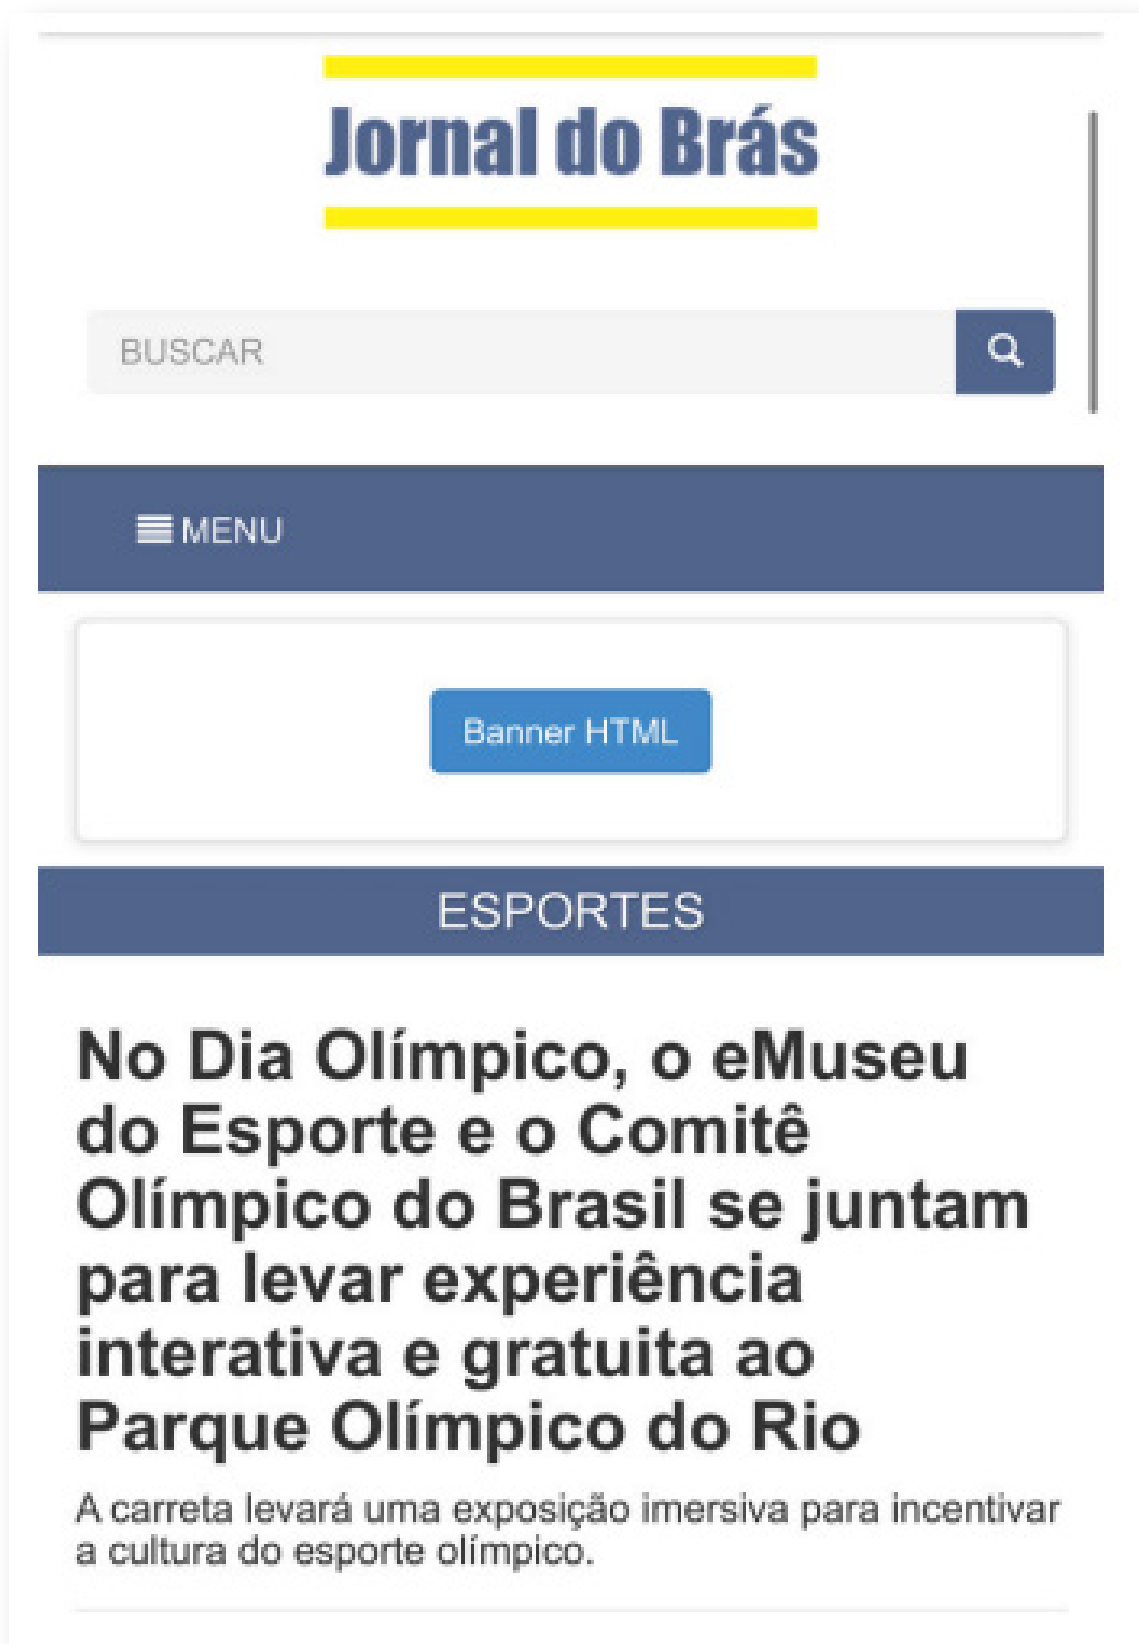 Jornal do Brás
BUSCAR
MENU
Banner HTML
ESPORTES
No Dia Olímpico, o eMuseu
do Esporte e o Comitê
Olímpico do Brasil se juntam
para levar experiência
interativa e gratuita ao
Parque Olímpico do Rio
A carreta levará uma exposição imersiva para incentivar
a cultura do esporte olímpico.